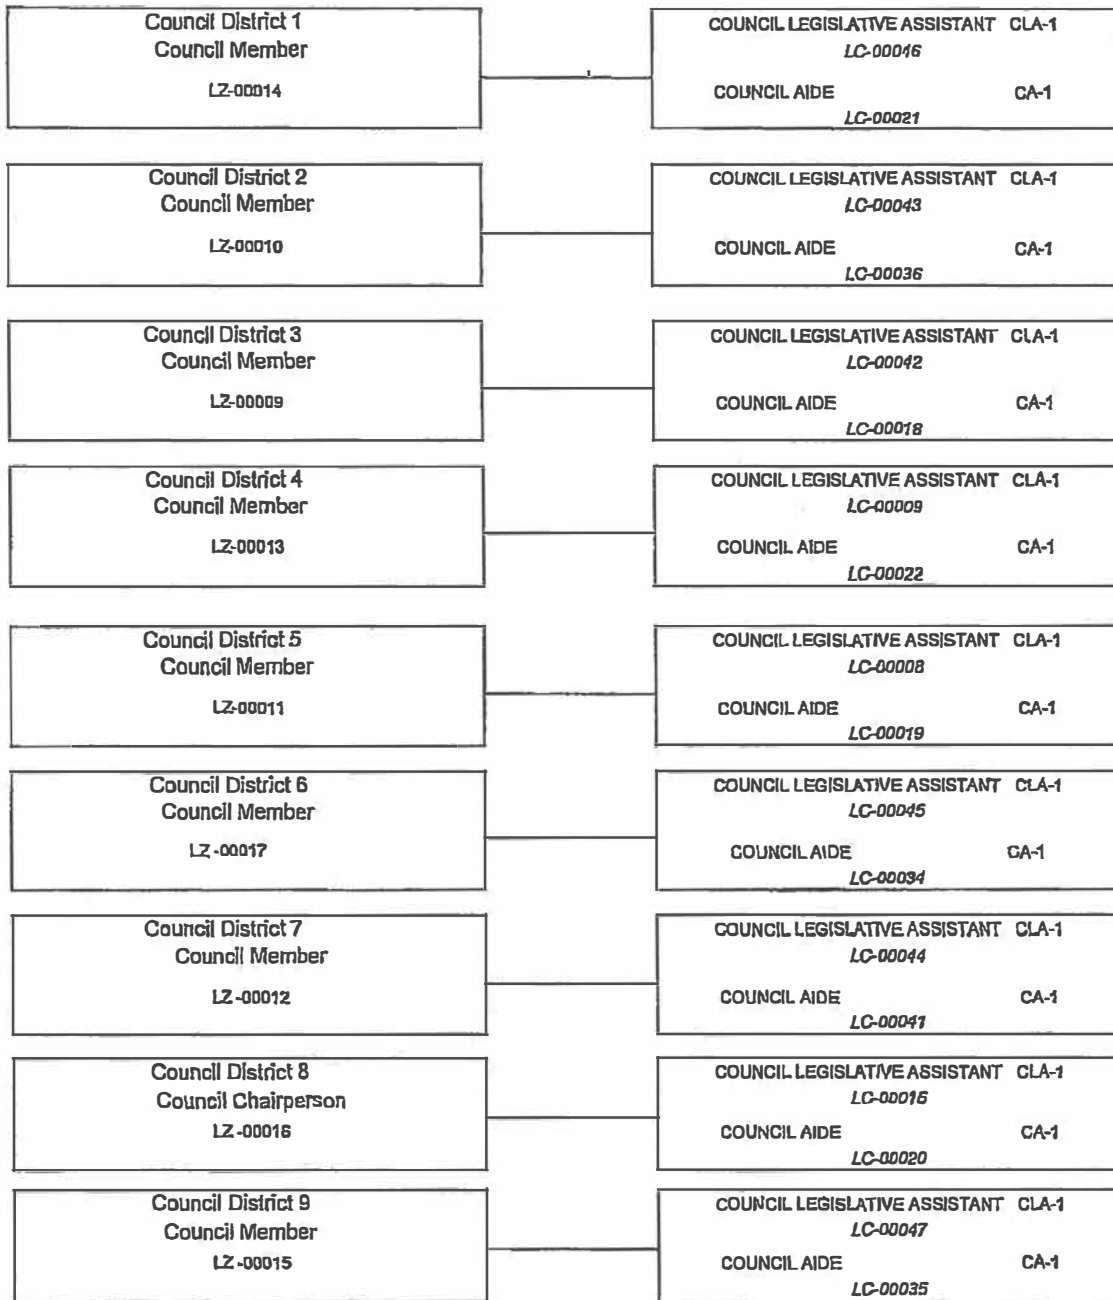 Council District 1
Council Member
LZ-00014
COUNCIL LEGISLATIVE ASSISTANT CLA-1
LC-00046
COUNCIL AIDE CA-1
LC-00021
Council District 2
Council Member
LZ-00010
COUNCIL LEGISLATIVE ASSISTANT CLA-1
LC-00043
COUNCIL AIDE CA-1
LC-00036
Council District 3
Council Member
LZ-00009
COUNCIL LEGISLATIVE ASSISTANT CLA-1
LC-00042
COUNCIL AIDE CA-1
LC-00018
Council District 4
Council Member
LZ-00013
COUNCIL LEGISLATIVE ASSISTANT CLA-1
LC-00009
COUNCIL AIDE CA-1
LC-00022
Council District 5
Council Member
LZ-00011
COUNCIL LEGISLATIVE ASSISTANT CLA-1
LC-00008
COUNCIL AIDE CA-1
LC-00019
Council District 6
Council Member
LZ -00017
COUNCIL LEGISLATIVE ASSISTANT CLA-1
LC-00045
COUNCIL AIDE CA-1
LC-00034
Council District 7
Council Member
LZ -00012
COUNCIL LEGISLATIVE ASSISTANT CLA-1
LC-00044
COUNCIL AIDE CA-1
LC-00041
Council District 8
Council Chairperson
LZ -00016
COUNCIL LEGISLATIVE ASSISTANT CLA-1
LC-00016
COUNCIL AIDE CA-1
LC-00020
Council District 9
Council Member
LZ -00015
COUNCIL LEGISLATIVE ASSISTANT CLA-1
LC-00047
COUNCIL AIDE CA-1
LC-00035